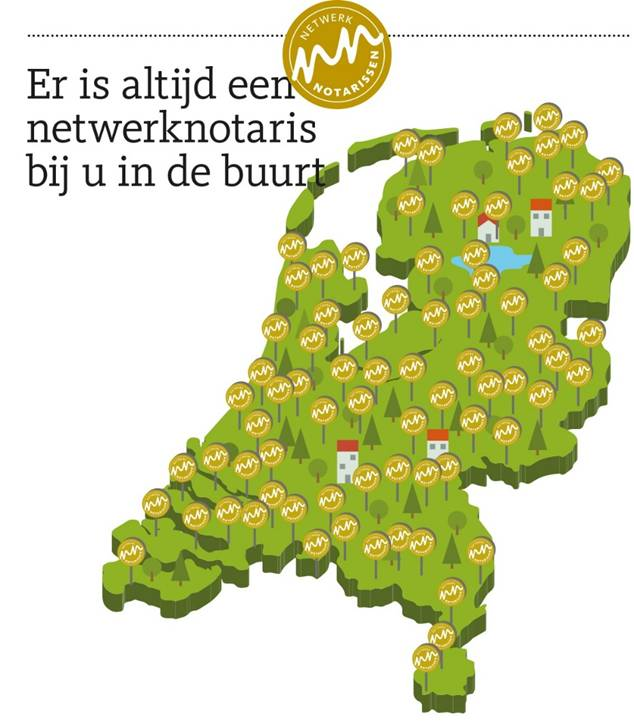 NETWERK
NOTARISSEN
Er is altijd een
netwerknotaris
bij u in de buurt